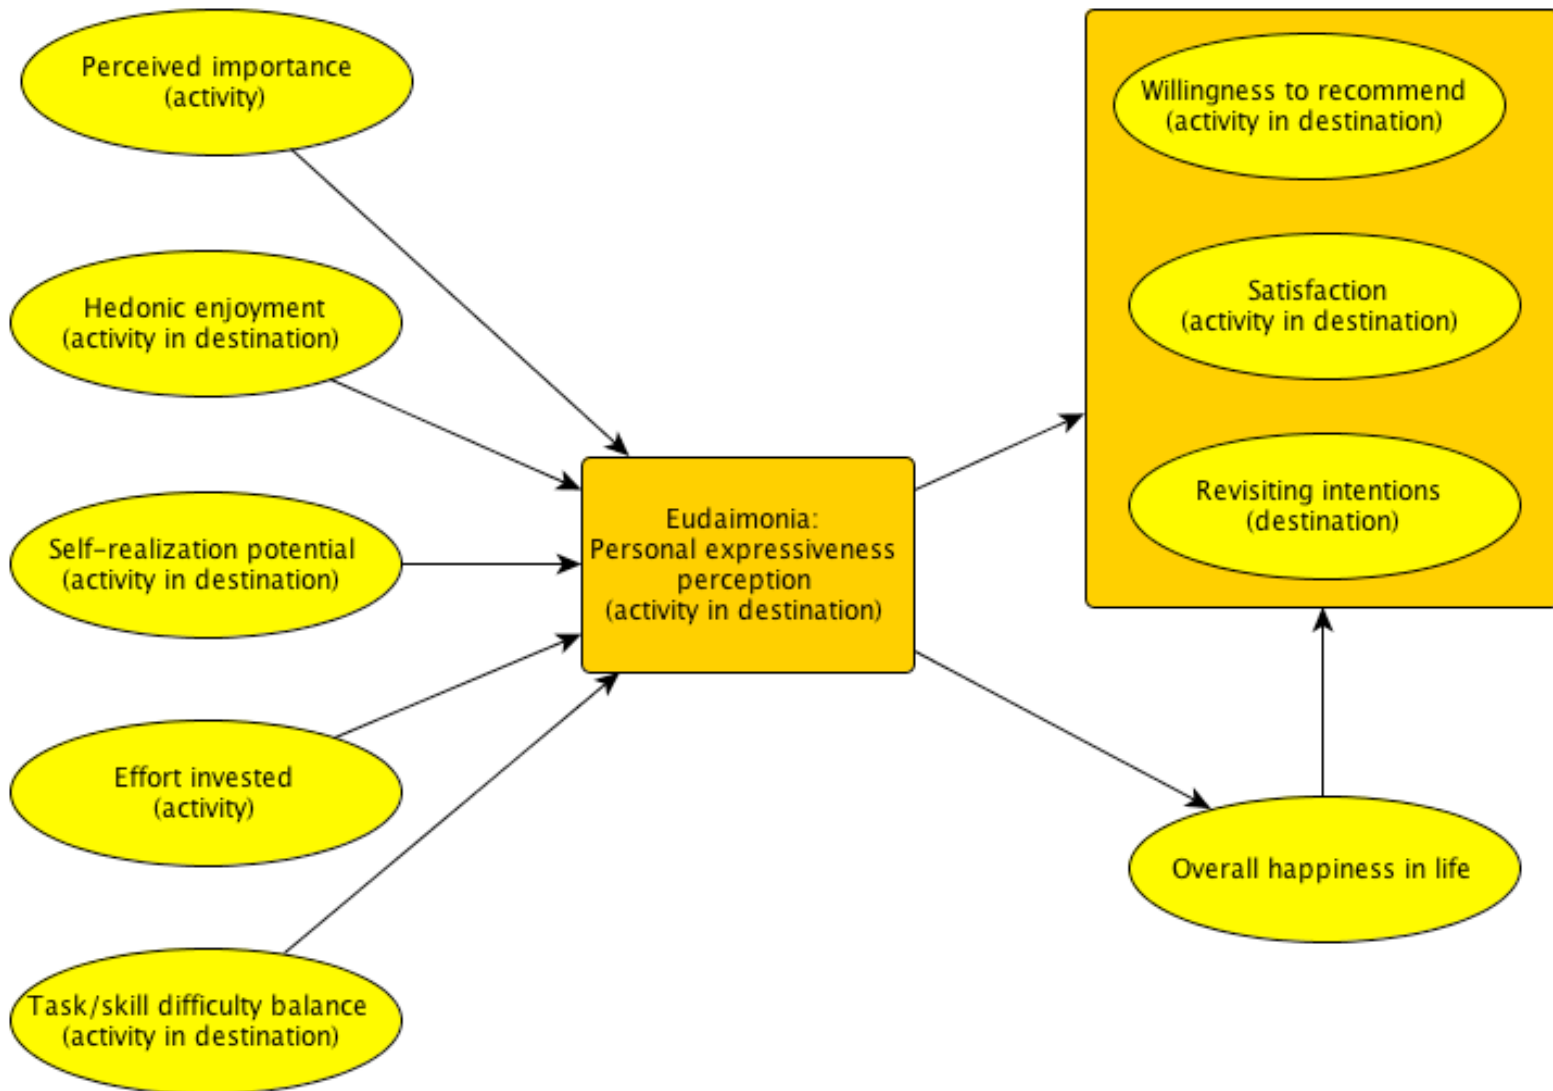 Perceived importance
(activity)
Hedonic enjoyment
(activity in destination)
Self-realization potential
(activity in destination)
Effort invested
(activity)
Task/skill difficulty balance
(activity in destination)
Eudaimonia:
Personal expressiveness
perception
(activity in destination)
Willingness to recommend
(activity in destination)
Satisfaction
(activity in destination)
Revisiting intentions
(destination)
Overall happiness in life